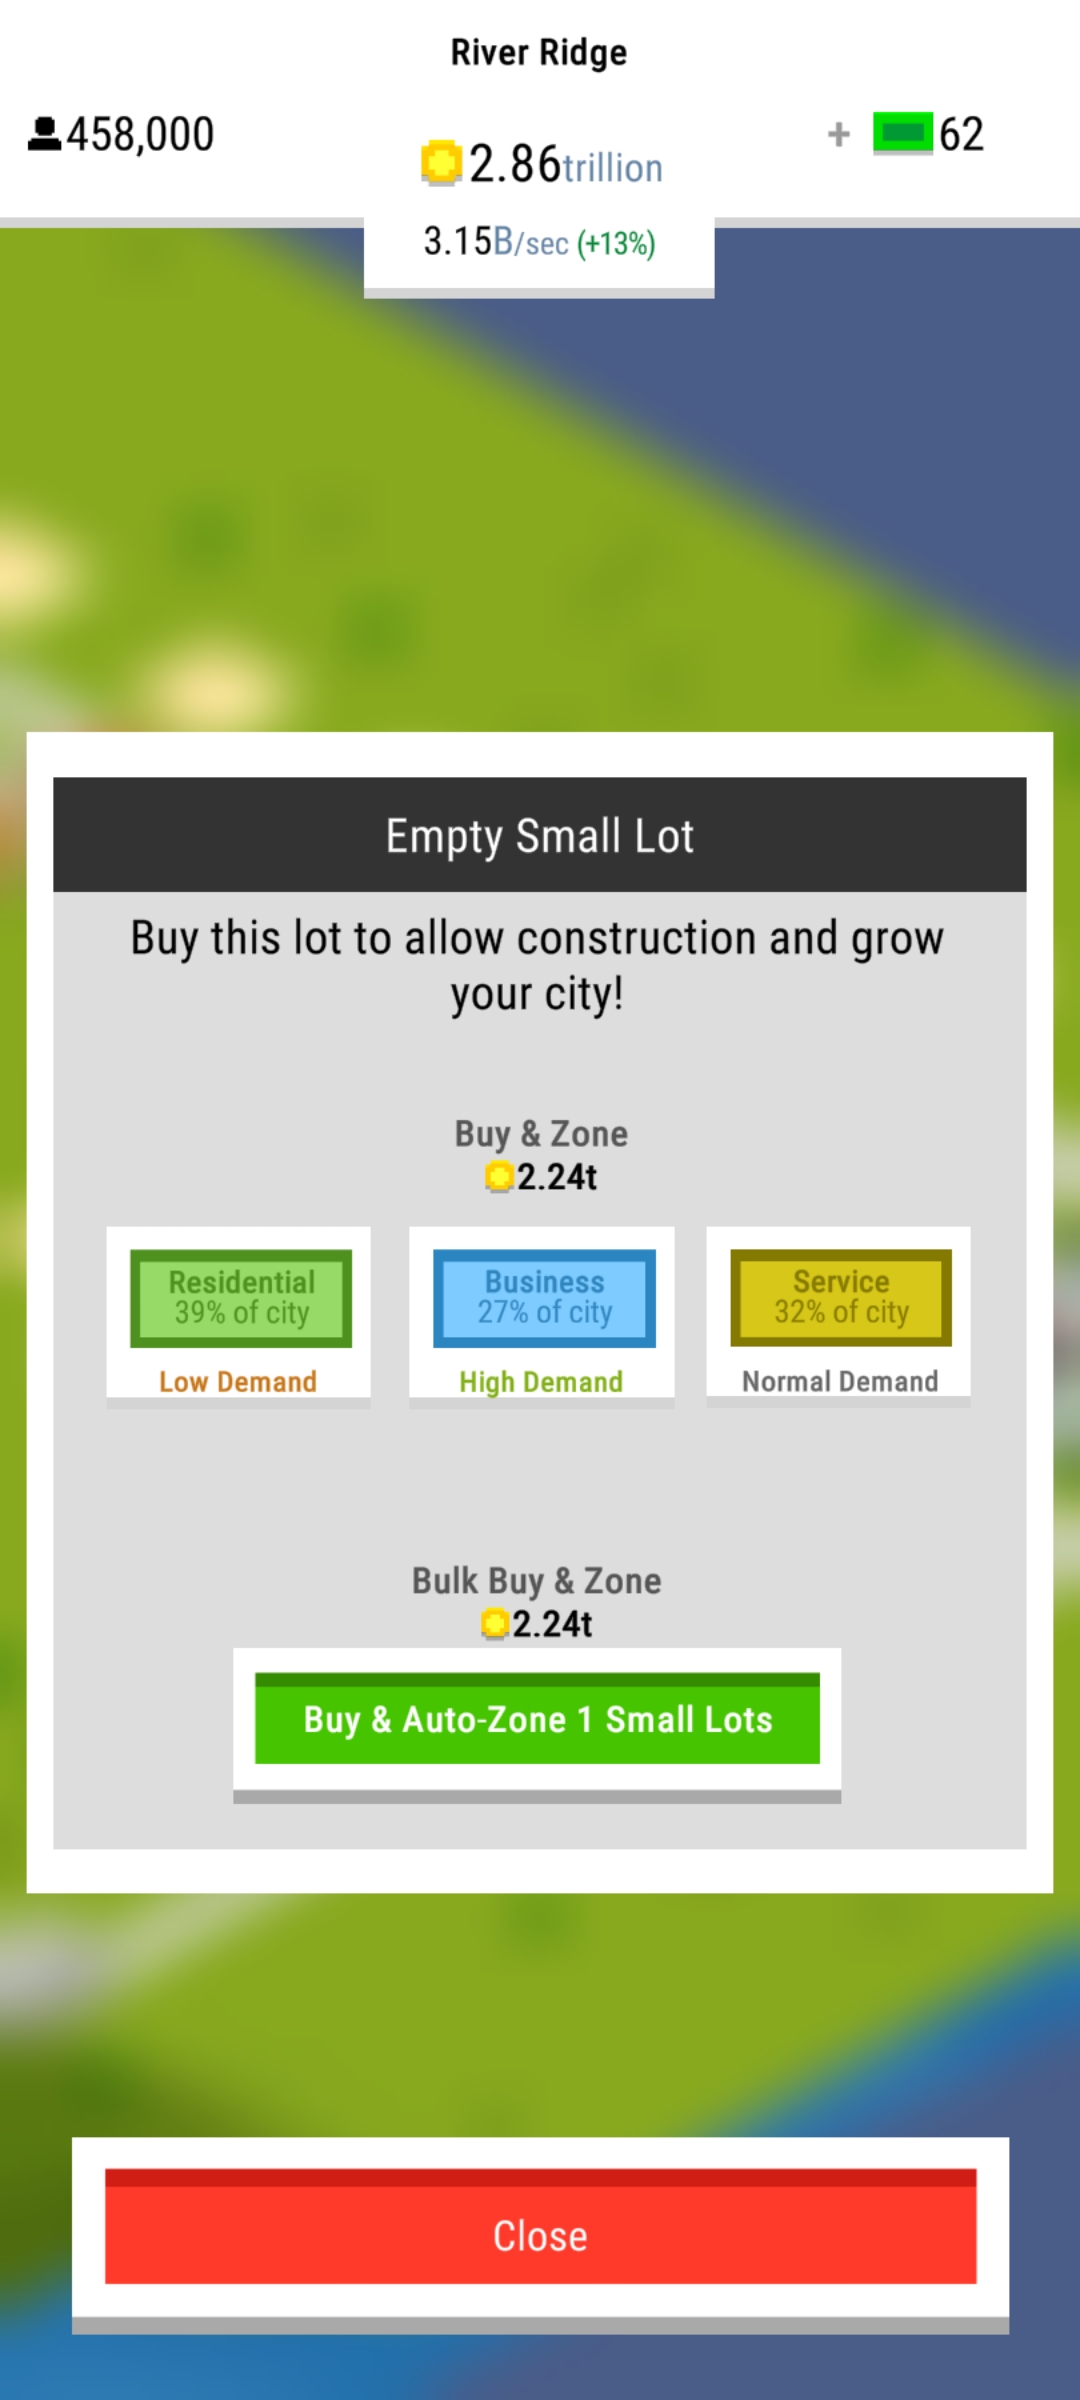 River Ridge
458,000
2.86trillion
+ 62
3.15B/sec (+13%)
Empty Small Lot
Buy this lot to allow construction and grow
your city!
Buy & Zone
2.24t
Residential
39% of city
Low Demand
Business
27% of city
High Demand
Service
32% of city
Normal Demand
Bulk Buy & Zone
2.24t
Buy & Auto-Zone 1 Small Lots
Close